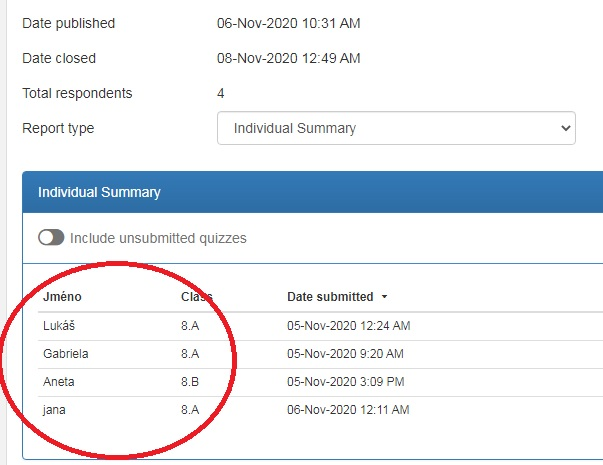 Date published 06-Nov-2020 10:31 AM
Date closed 08-Nov-2020 12:49 AM
Total respondents 4
Report type Individual Summary
Individual Summary
Include unsubmitted quizzes
Jméno Class Date submitted
Lukáš 8.A 05-Nov-2020 12:24 AM
Gabriela 8.A 05-Nov-2020 9:20 AM
Aneta 8.B 05-Nov-2020 3:09 PM
jana 8.A 06-Nov-2020 12:11 AM